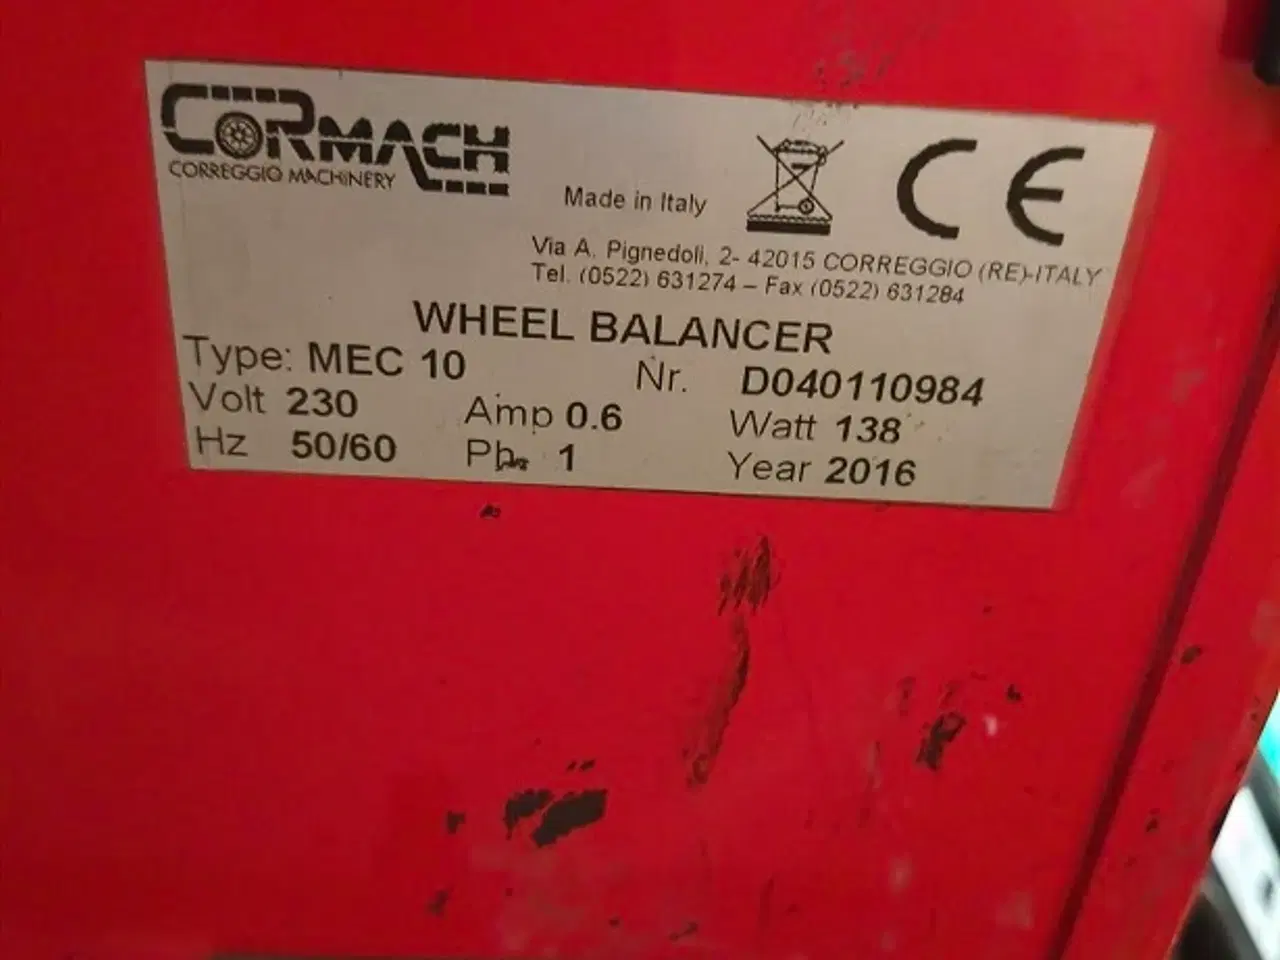 CORMACH
CORREGGIO MACHINERY
Made in Italy
CE
Via A. Pignedoli, 2- 42015 CORREGGIO (RE)-ITALY
Tel. (0522) 631274 – Fax (0522) 631284
WHEEL BALANCER
Type: MEC 10 Nr. D040110984
Volt 230 Amp 0.6 Watt 138
Hz 50/60 Ph. 1 Year 2016